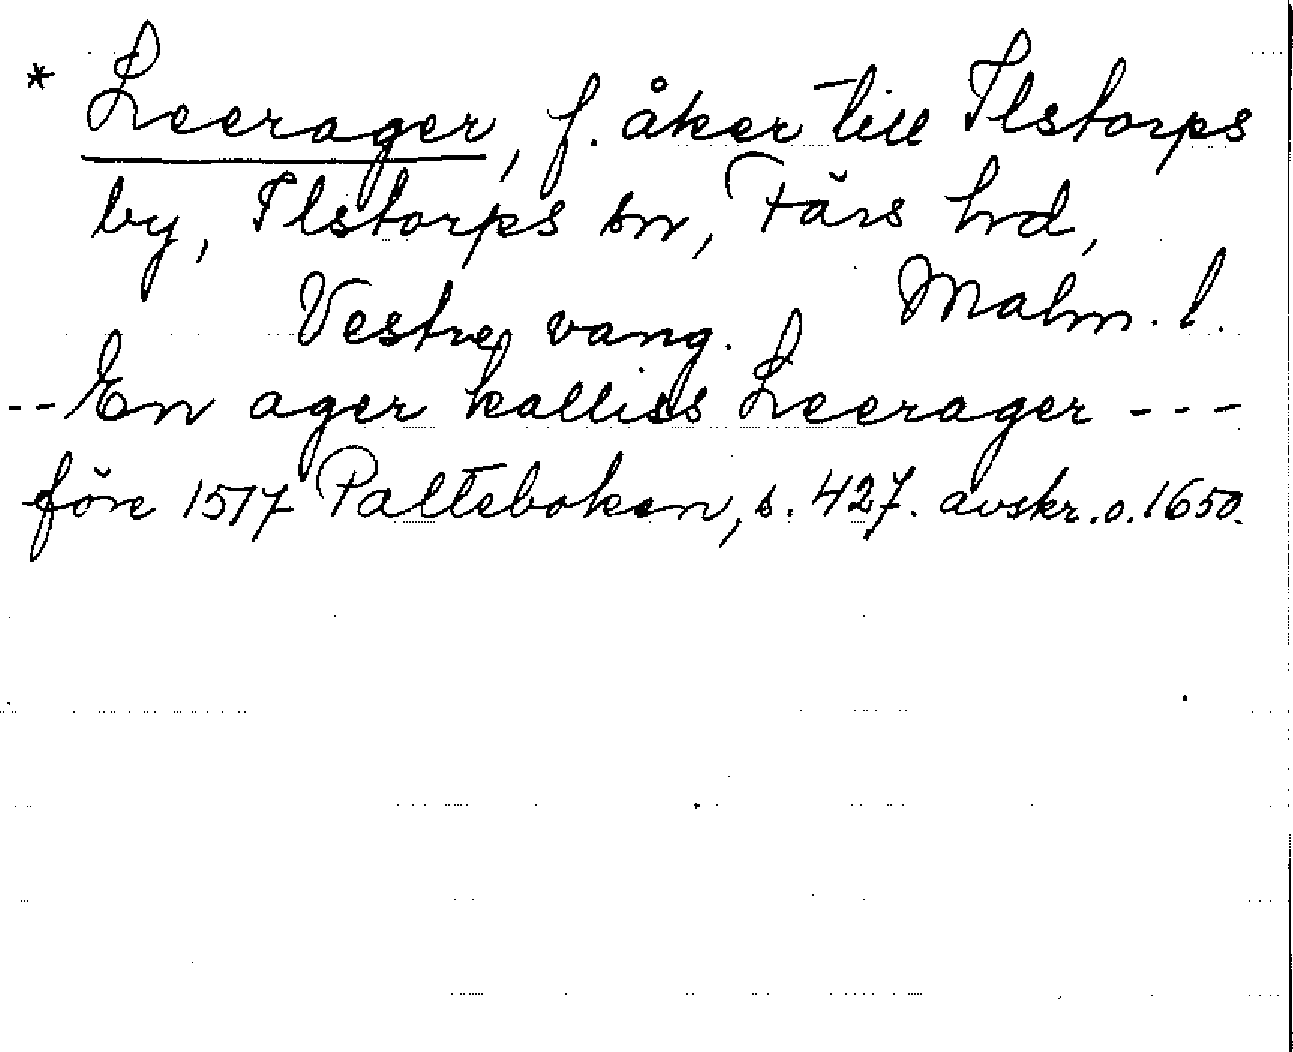 * Leerager, f. åker till Ilstorps
by, Ilstorps sn, Färs hd,
Malm. l.
Vestre vang.
-- En ager kalliss Leerager ---
före 1517 Palteboken, s. 427. avskr. o. 1650.